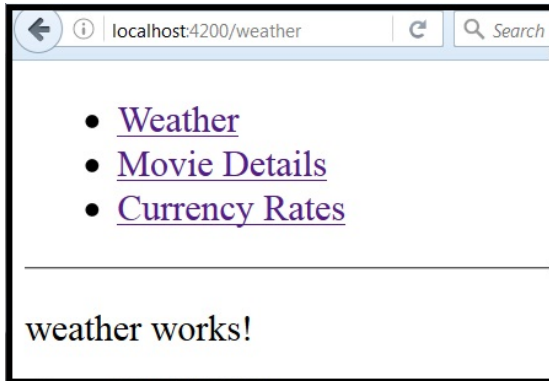 localhost:4200/weather
Search
Weather
Movie Details
Currency Rates
weather works!